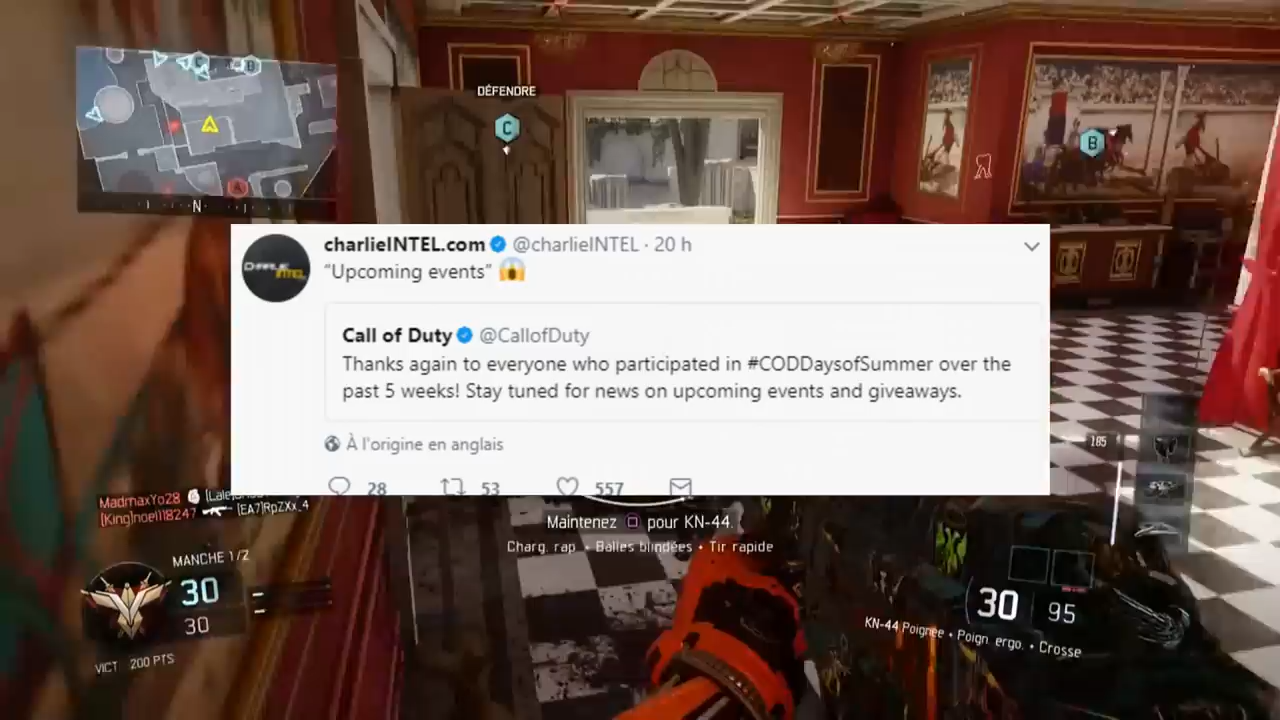 DÉFENDRE
C
B
C
B
A
N
charlieINTEL.com @charlieINTEL · 20 h
“Upcoming events” 😱
Call of Duty @CallofDuty
Thanks again to everyone who participated in #CODDaysofSummer over the
past 5 weeks! Stay tuned for news on upcoming events and giveaways.
À l'origine en anglais
28 53 557
185
MadmaxYo28
[King]noel118247 [EA7]RpZXx_4
Maintenez pour KN-44.
Charg. rap • Balles blindées • Tir rapide
MANCHE 1/2
30
30
VICT 200 PTS
30 95
KN-44 Poignée • Poign. ergo. • Crosse